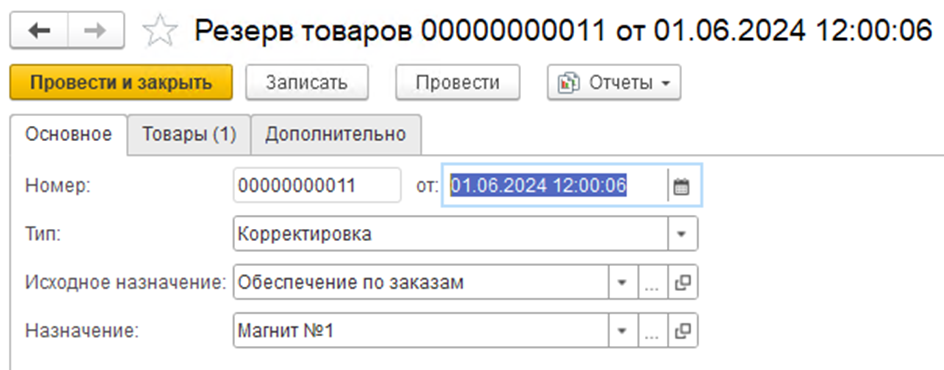 Резерв товаров 00000000011 от 01.06.2024 12:00:06
Провести и закрыть Записать Провести Отчеты
Основное Товары (1) Дополнительно
Номер: 00000000011 от: 01.06.2024 12:00:06
Тип: Корректировка
Исходное назначение: Обеспечение по заказам ...
Назначение: Магнит №1 ...